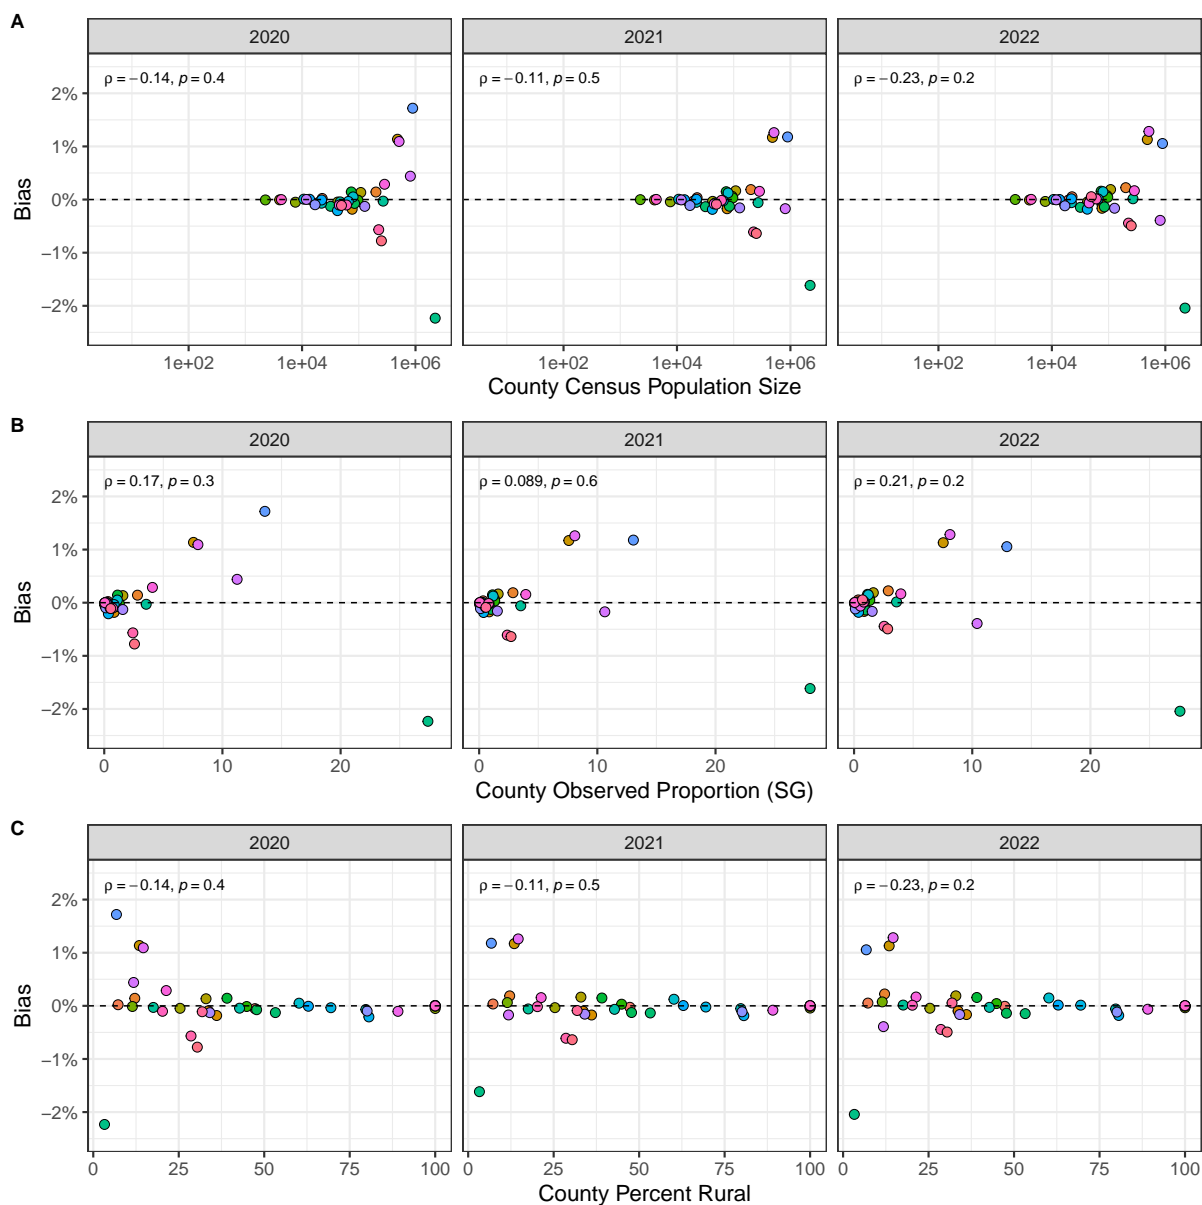 A
2020 2021 2022
ρ = −0.14, p = 0.4 ρ = −0.11, p = 0.5 ρ = −0.23, p = 0.2
2%
1%
0%
−1%
−2%
Bias
1e+02 1e+04 1e+06 1e+02 1e+04 1e+06 1e+02 1e+04 1e+06
County Census Population Size
B
2020 2021 2022
ρ = 0.17, p = 0.3 ρ = 0.089, p = 0.6 ρ = 0.21, p = 0.2
2%
1%
0%
−1%
−2%
Bias
0 10 20 0 10 20 0 10 20
County Observed Proportion (SG)
C
2020 2021 2022
ρ = −0.14, p = 0.4 ρ = −0.11, p = 0.5 ρ = −0.23, p = 0.2
2%
1%
0%
−1%
−2%
Bias
0 25 50 75 100 0 25 50 75 100 0 25 50 75 100
County Percent Rural